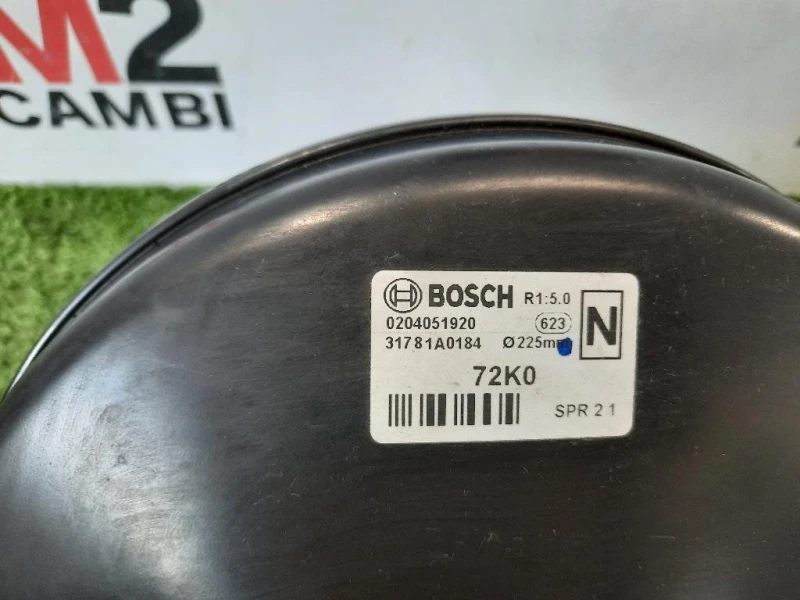 M2
CAMBI
BOSCH R1:5.0
0204051920 623 N
31781A0184 Ø225mm
72K0
SPR 2 1